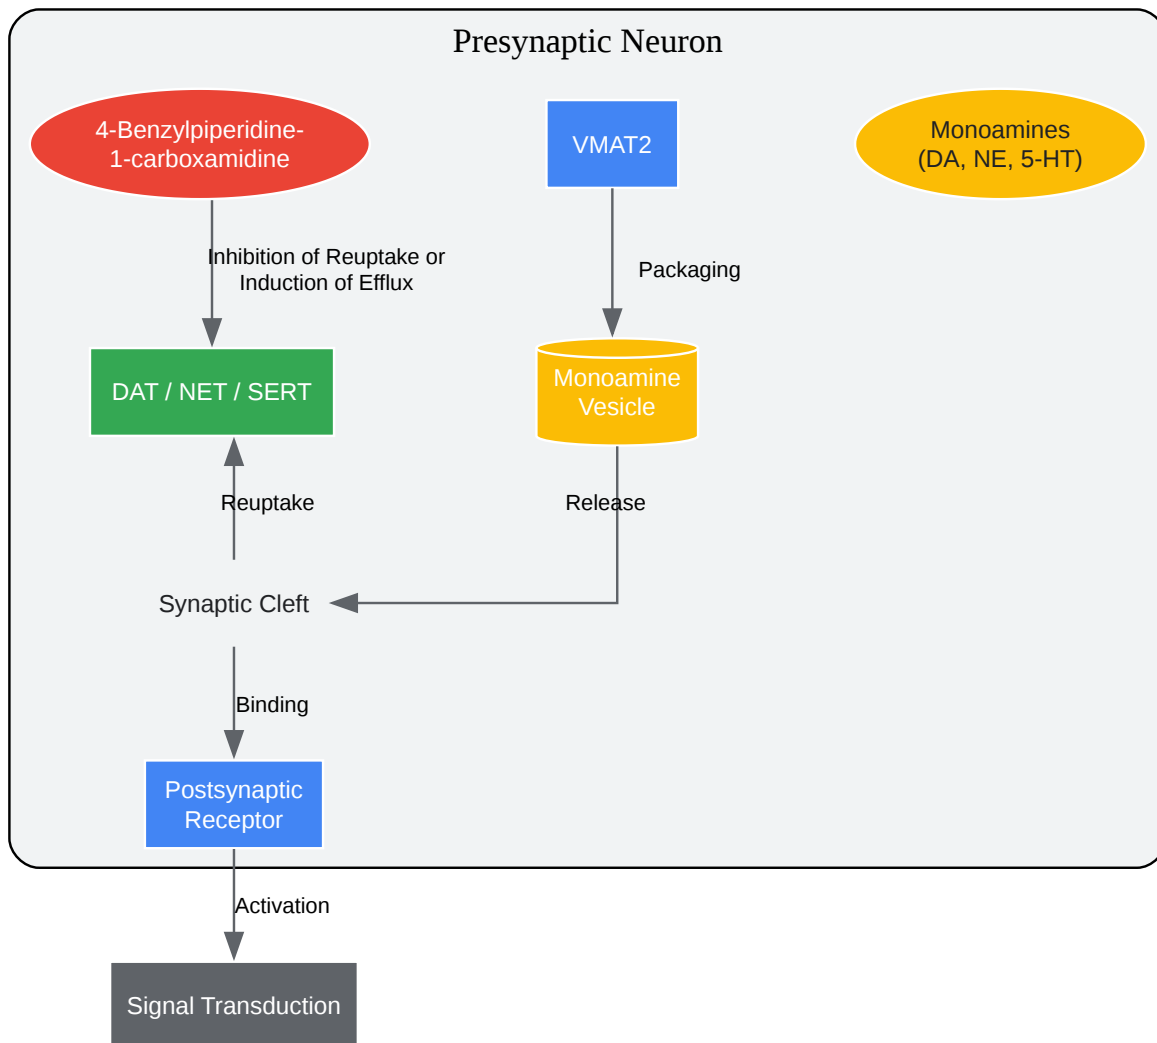 Presynaptic Neuron
4-Benzylpiperidine-
1-carboxamidine
VMAT2
Monoamines
(DA, NE, 5-HT)
Inhibition of Reuptake or
Induction of Efflux
Packaging
DAT / NET / SERT
Monoamine
Vesicle
Reuptake
Release
Synaptic Cleft
Binding
Postsynaptic
Receptor
Activation
Signal Transduction